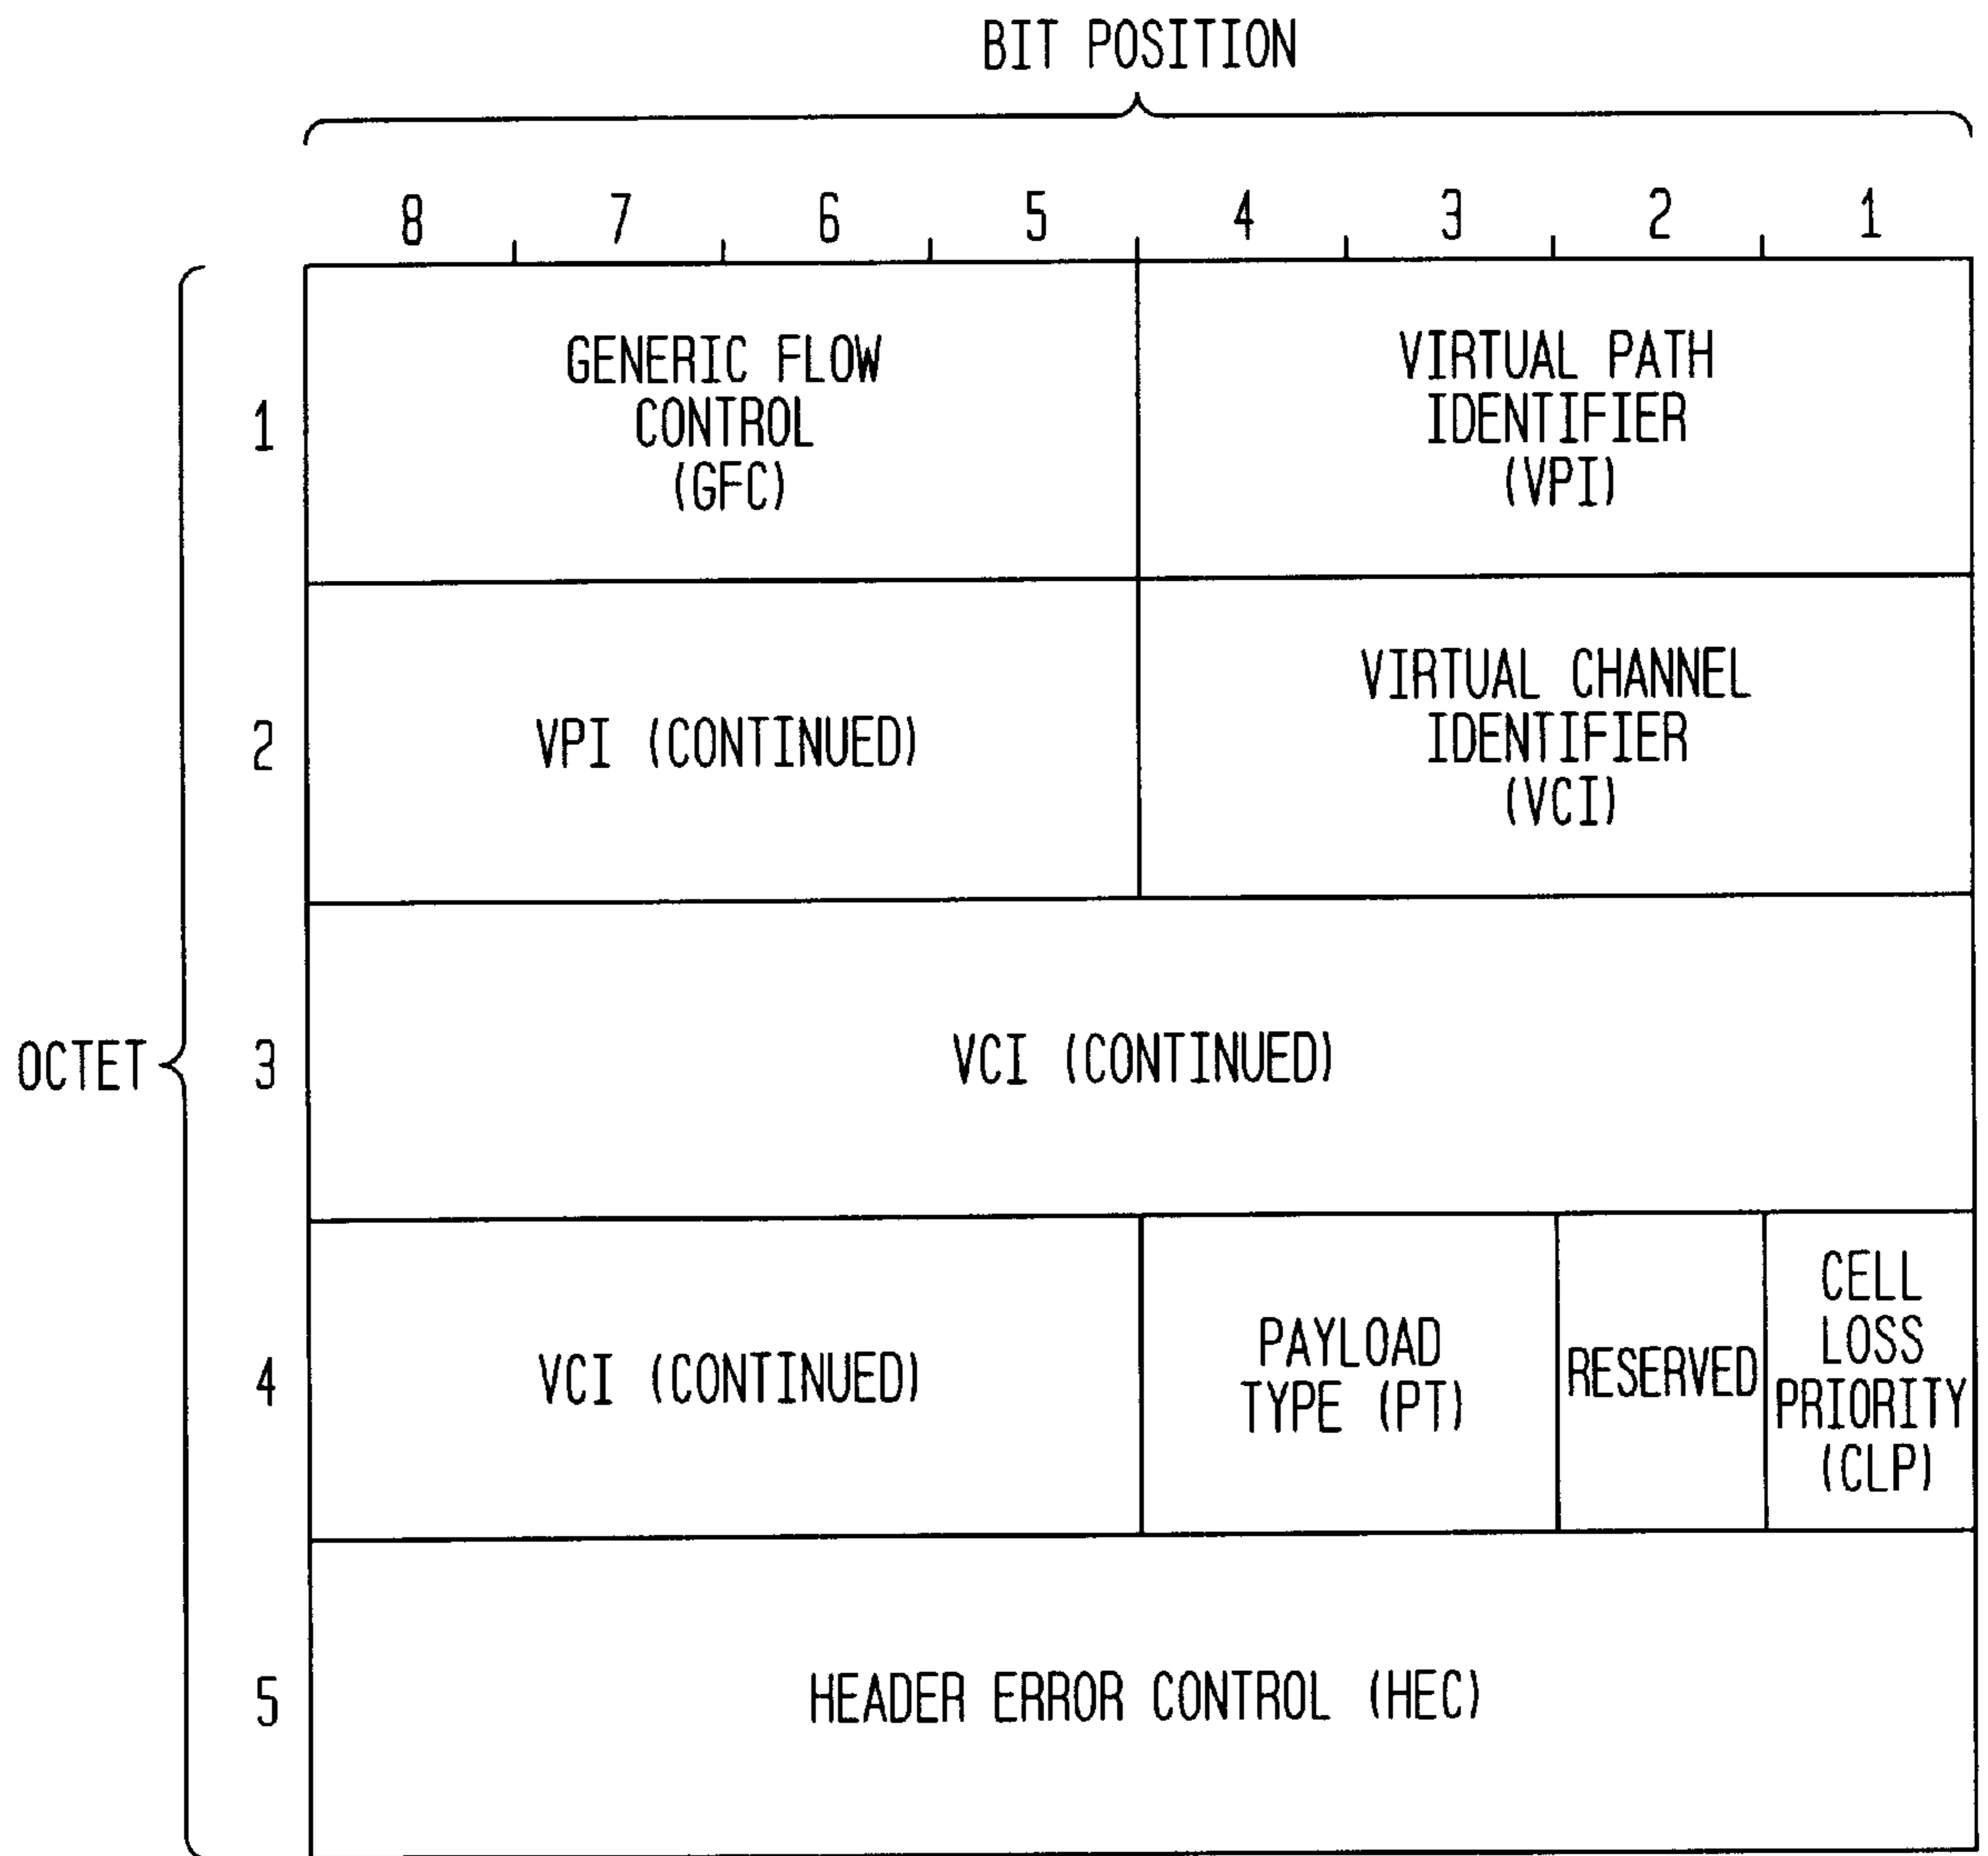 BIT POSITION
8 7 6 5 4 3 2 1
GENERIC FLOW
CONTROL
(GFC)
VIRTUAL PATH
IDENTIFIER
(VPI)
1
VPI (CONTINUED)
VIRTUAL CHANNEL
IDENTIFIER
(VCI)
2
OCTET
3
VCI (CONTINUED)
4
VCI (CONTINUED)
PAYLOAD
TYPE (PT)
RESERVED
CELL
LOSS
PRIORITY
(CLP)
5
HEADER ERROR CONTROL (HEC)